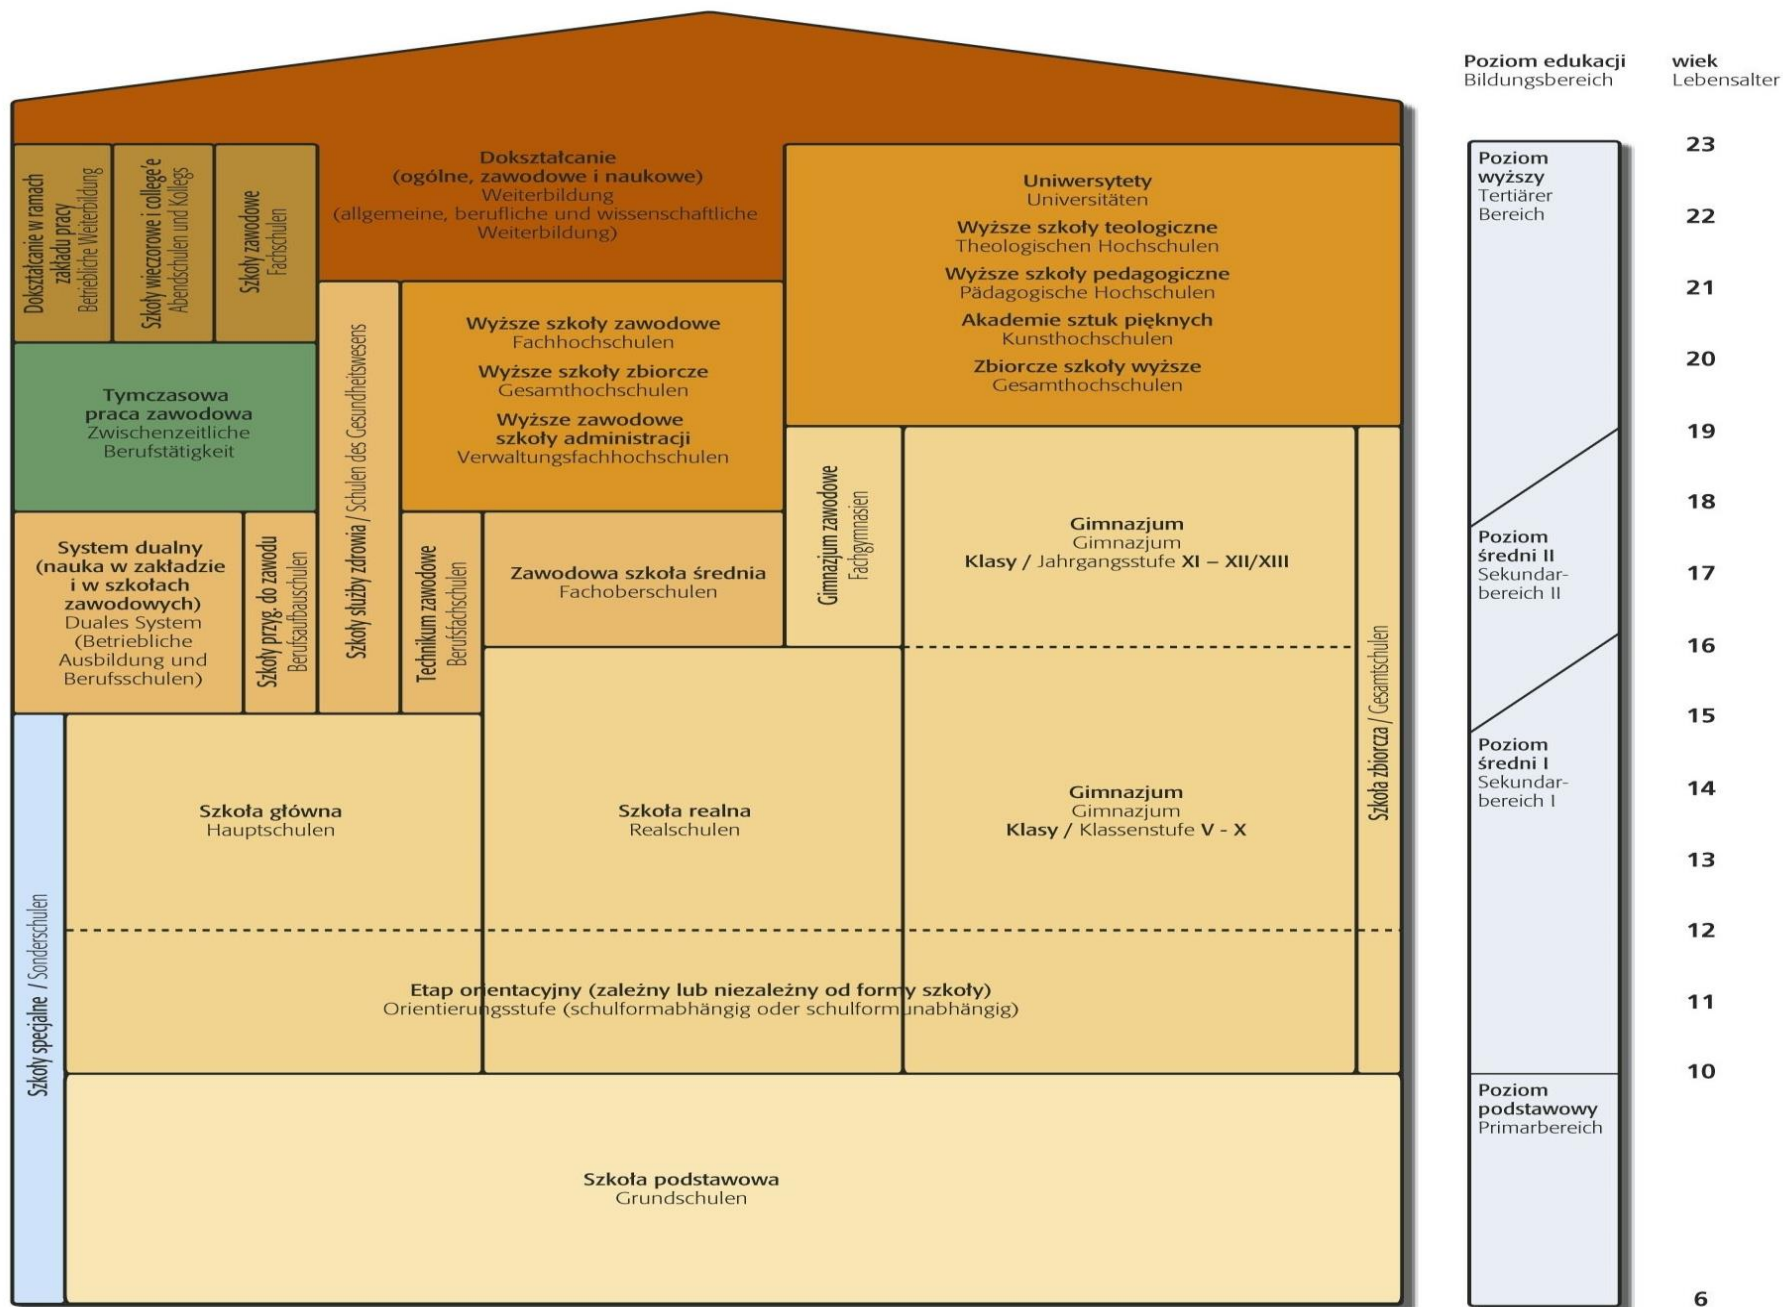 Poziom edukacji
Bildungsbereich
wiek
Lebensalter
Dokształcanie w ramach
zakładu pracy
Betriebliche Weiterbildung
Szkoły wieczorowe i college'e
Abendschulen und Kollegs
Szkoły zawodowe
Fachschulen
Dokształcanie
(ogólne, zawodowe i naukowe)
Weiterbildung
(allgemeine, berufliche und wissenschaftliche
Weiterbildung)
Uniwersytety
Universitäten
Wyższe szkoły teologiczne
Theologischen Hochschulen
Wyższe szkoły pedagogiczne
Pädagogische Hochschulen
Akademie sztuk pięknych
Kunsthochschulen
Zbiorcze szkoły wyższe
Gesamthochschulen
Tymczasowa
praca zawodowa
Zwischenzeitliche
Berufstätigkeit
Szkoły służby zdrowia / Schulen des Gesundheitswesens
Wyższe szkoły zawodowe
Fachhochschulen
Wyższe szkoły zbiorcze
Gesamthochschulen
Wyższe zawodowe
szkoły administracji
Verwaltungsfachhochschulen
System dualny
(nauka w zakładzie
i w szkołach
zawodowych)
Duales System
(Betriebliche
Ausbildung und
Berufsschulen)
Szkoły przyg. do zawodu
Berufsaufbauschulen
Technikum zawodowe
Berufsfachschulen
Zawodowa szkoła średnia
Fachoberschulen
Gimnazjum zawodowe
Fachgymnasien
Gimnazjum
Gimnazjum
Klasy / Jahrgangsstufe XI – XII/XIII
Szkoła zbiorcza / Gesamtschulen
Szkoły specjalne / Sonderschulen
Szkoła główna
Hauptschulen
Szkoła realna
Realschulen
Gimnazjum
Gimnazjum
Klasy / Klassenstufe V - X
Etap orientacyjny (zależny lub niezależny od formy szkoły)
Orientierungsstufe (schulformabhängig oder schulformunabhängig)
Szkoła podstawowa
Grundschulen
Poziom
wyższy
Tertiärer
Bereich
Poziom
średni II
Sekundar-
bereich II
Poziom
średni I
Sekundar-
bereich I
Poziom
podstawowy
Primarbereich
23
22
21
20
19
18
17
16
15
14
13
12
11
10
6